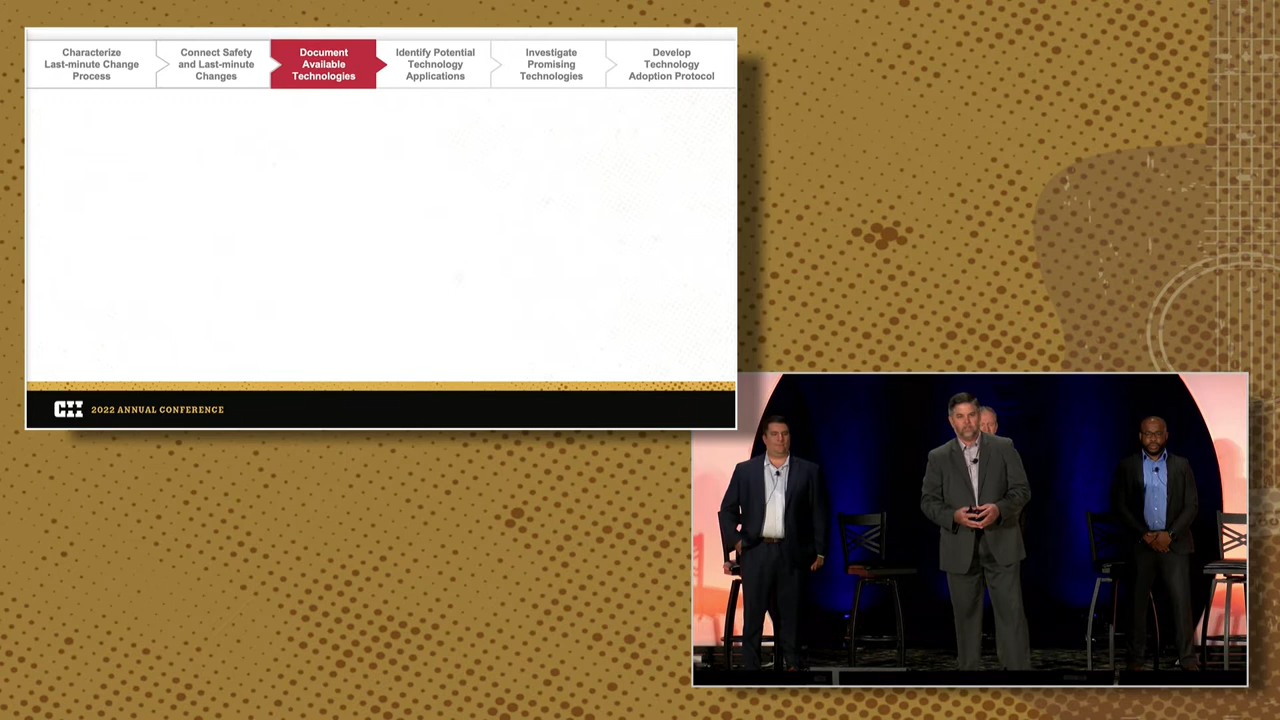 Characterize
Last-minute Change
Process
Connect Safety
and Last-minute
Changes
Document
Available
Technologies
Identify Potential
Technology
Applications
Investigate
Promising
Technologies
Develop
Technology
Adoption Protocol
CII 2022 ANNUAL CONFERENCE